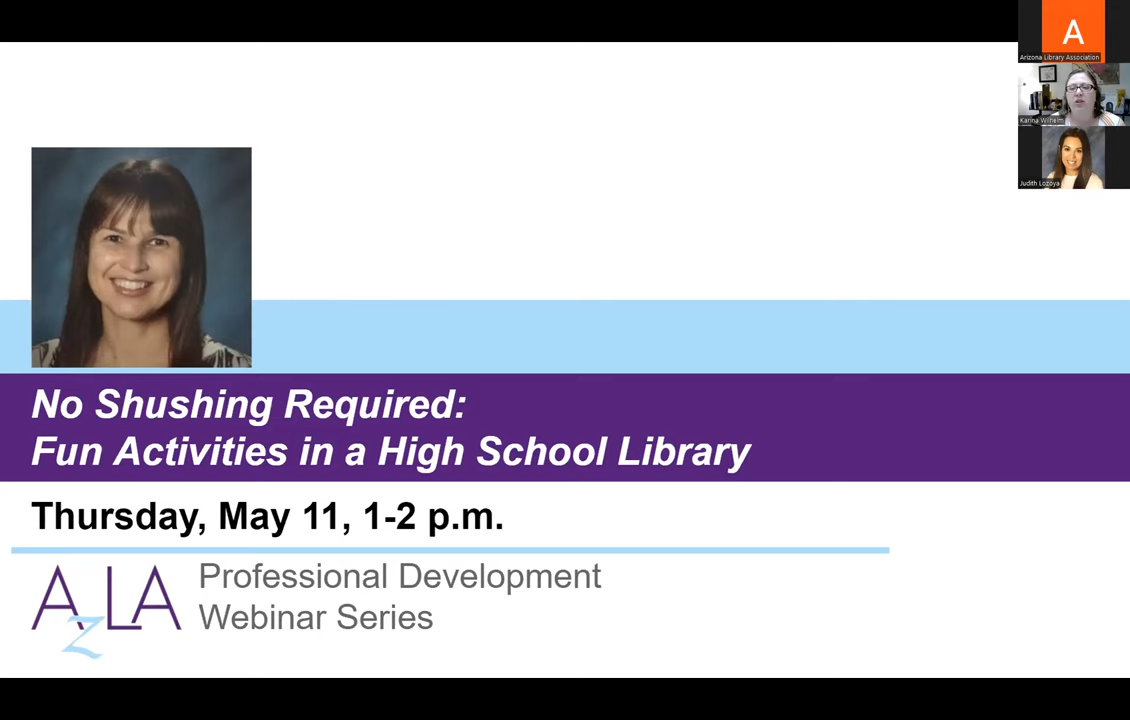 A
Arizona Library Association
Karina Wilhelm
Judith Lozoya
No Shushing Required:
Fun Activities in a High School Library
Thursday, May 11, 1-2 p.m.
AzLA
Professional Development
Webinar Series